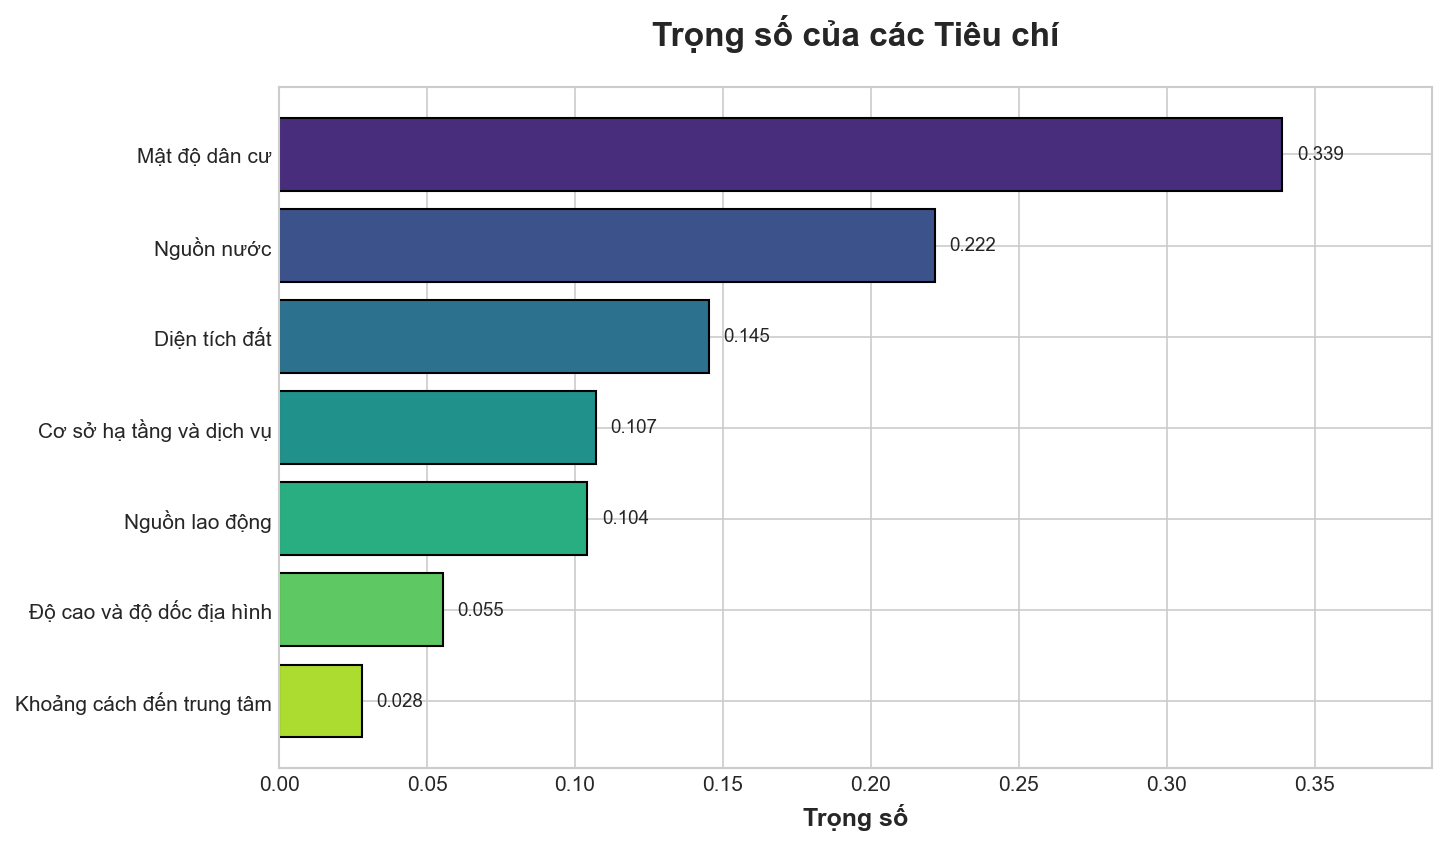 Trọng số của các Tiêu chí
Mật độ dân cư
0.339
Nguồn nước
0.222
Diện tích đất
0.145
Cơ sở hạ tầng và dịch vụ
0.107
Nguồn lao động
0.104
Độ cao và độ dốc địa hình
0.055
Khoảng cách đến trung tâm
0.028
0.00 0.05 0.10 0.15 0.20 0.25 0.30 0.35
Trọng số